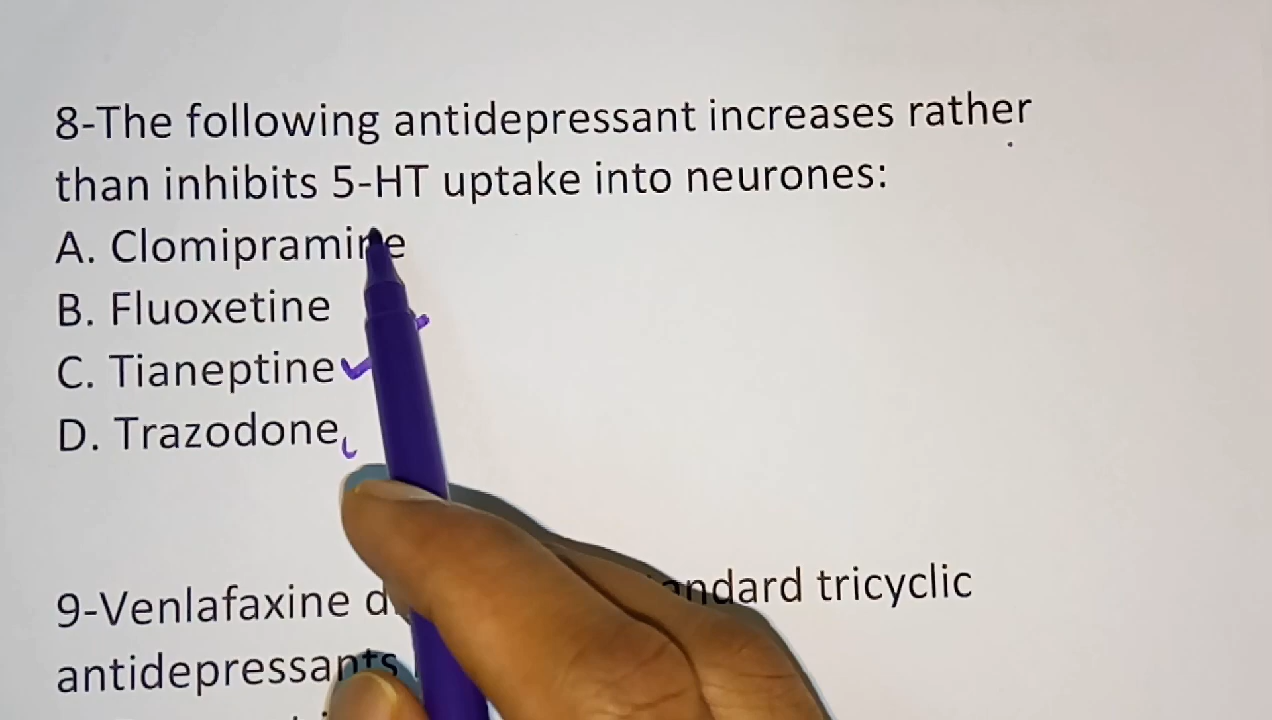 8-The following antidepressant increases rather
than inhibits 5-HT uptake into neurones:
A. Clomipramine
B. Fluoxetine
C. Tianeptine
D. Trazodone
9-Venlafaxine tricyclic
antidepressants